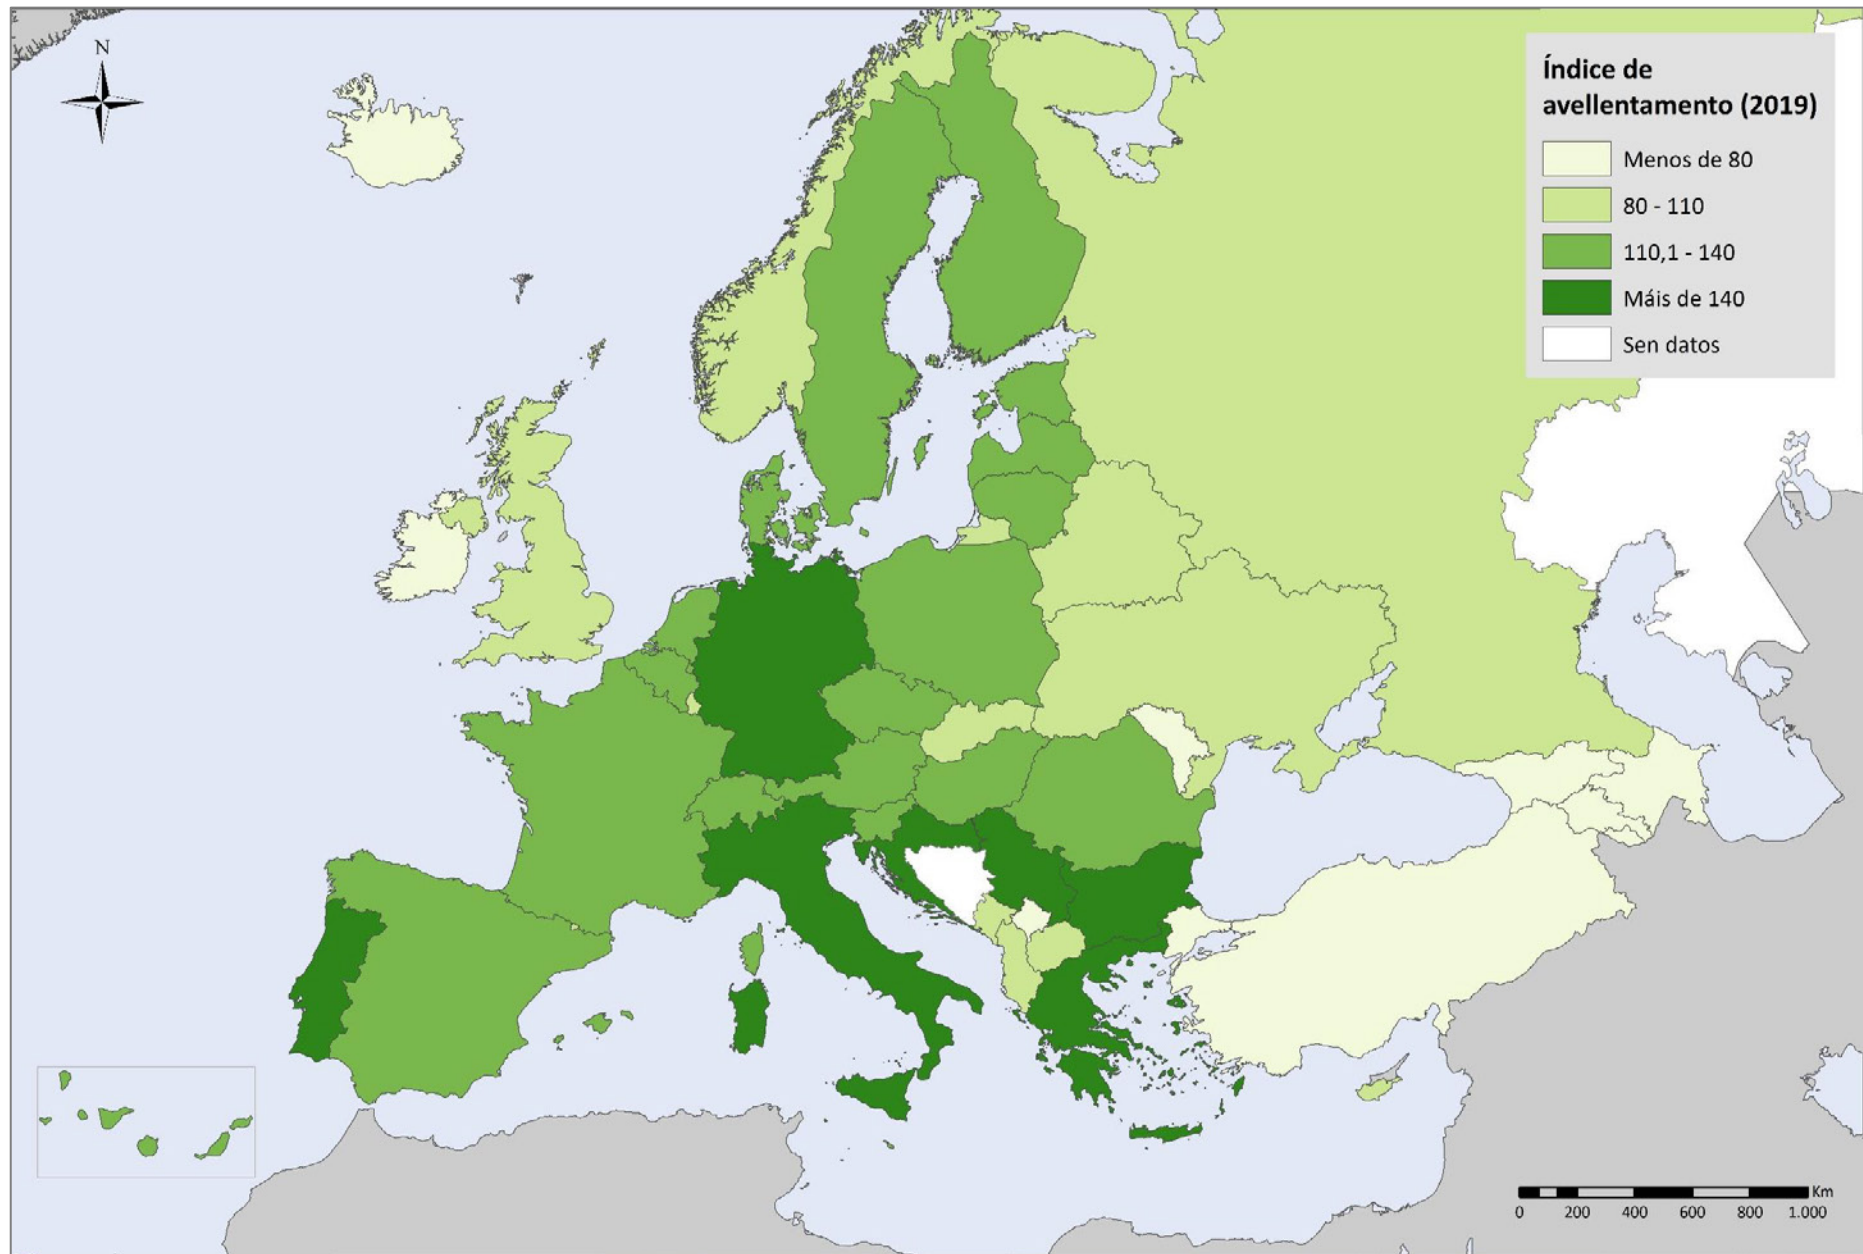 N
Índice de
avellentamento (2019)
Menos de 80
80 - 110
110,1 - 140
Máis de 140
Sen datos
Km
0 200 400 600 800 1.000